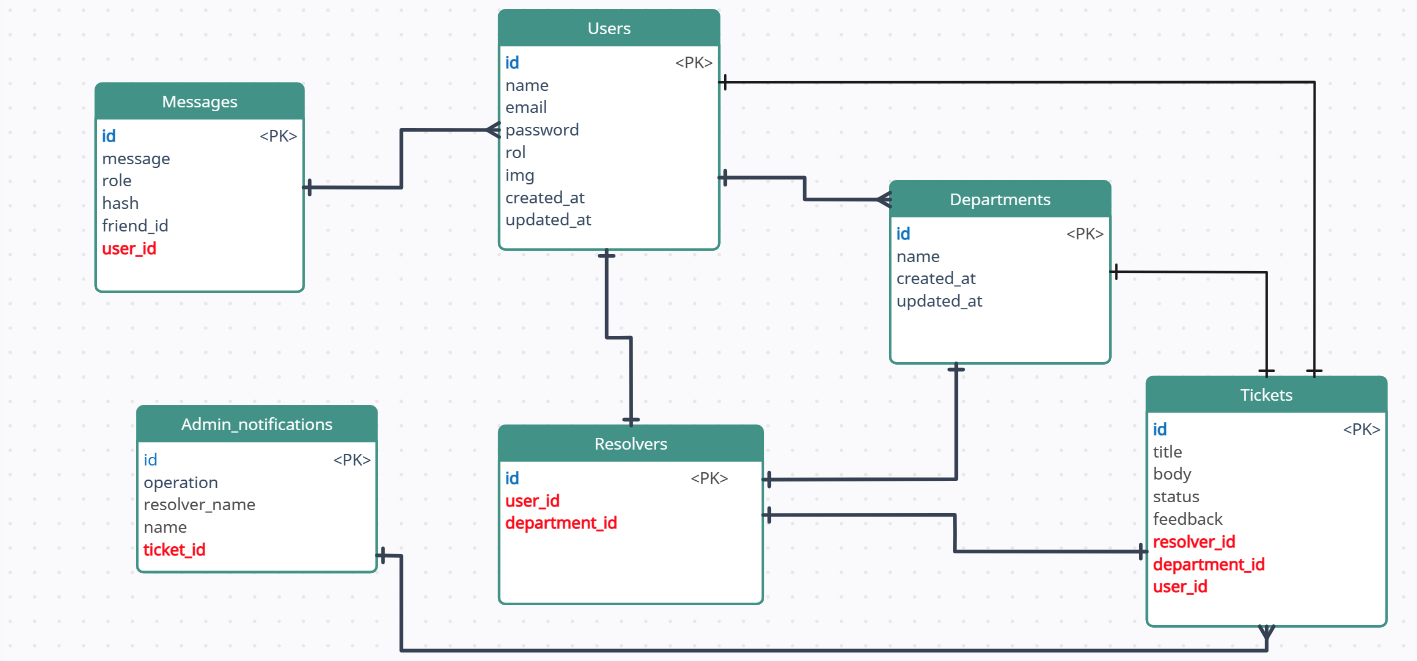 Users
id <PK>
name
email
password
rol
img
created_at
updated_at
Messages
id <PK>
message
role
hash
friend_id
user_id
Departments
id <PK>
name
created_at
updated_at
Admin_notifications
id <PK>
operation
resolver_name
name
ticket_id
Resolvers
id <PK>
user_id
department_id
Tickets
id <PK>
title
body
status
feedback
resolver_id
department_id
user_id